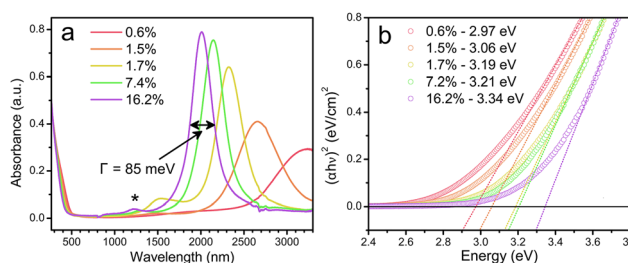 a
0.6%
1.5%
1.7%
7.4%
16.2%
Γ = 85 meV
*
Absorbance (a.u.)
0.8
0.6
0.4
0.2
0.0
500 1000 1500 2000 2500 3000
Wavelength (nm)
b
0.6% - 2.97 eV
1.5% - 3.06 eV
1.7% - 3.19 eV
7.2% - 3.21 eV
16.2% - 3.34 eV
(αhν)² (eV/cm)²
0.8
0.6
0.4
0.2
0.0
2.4 2.6 2.8 3.0 3.2 3.4 3.6 3.8
Energy (eV)